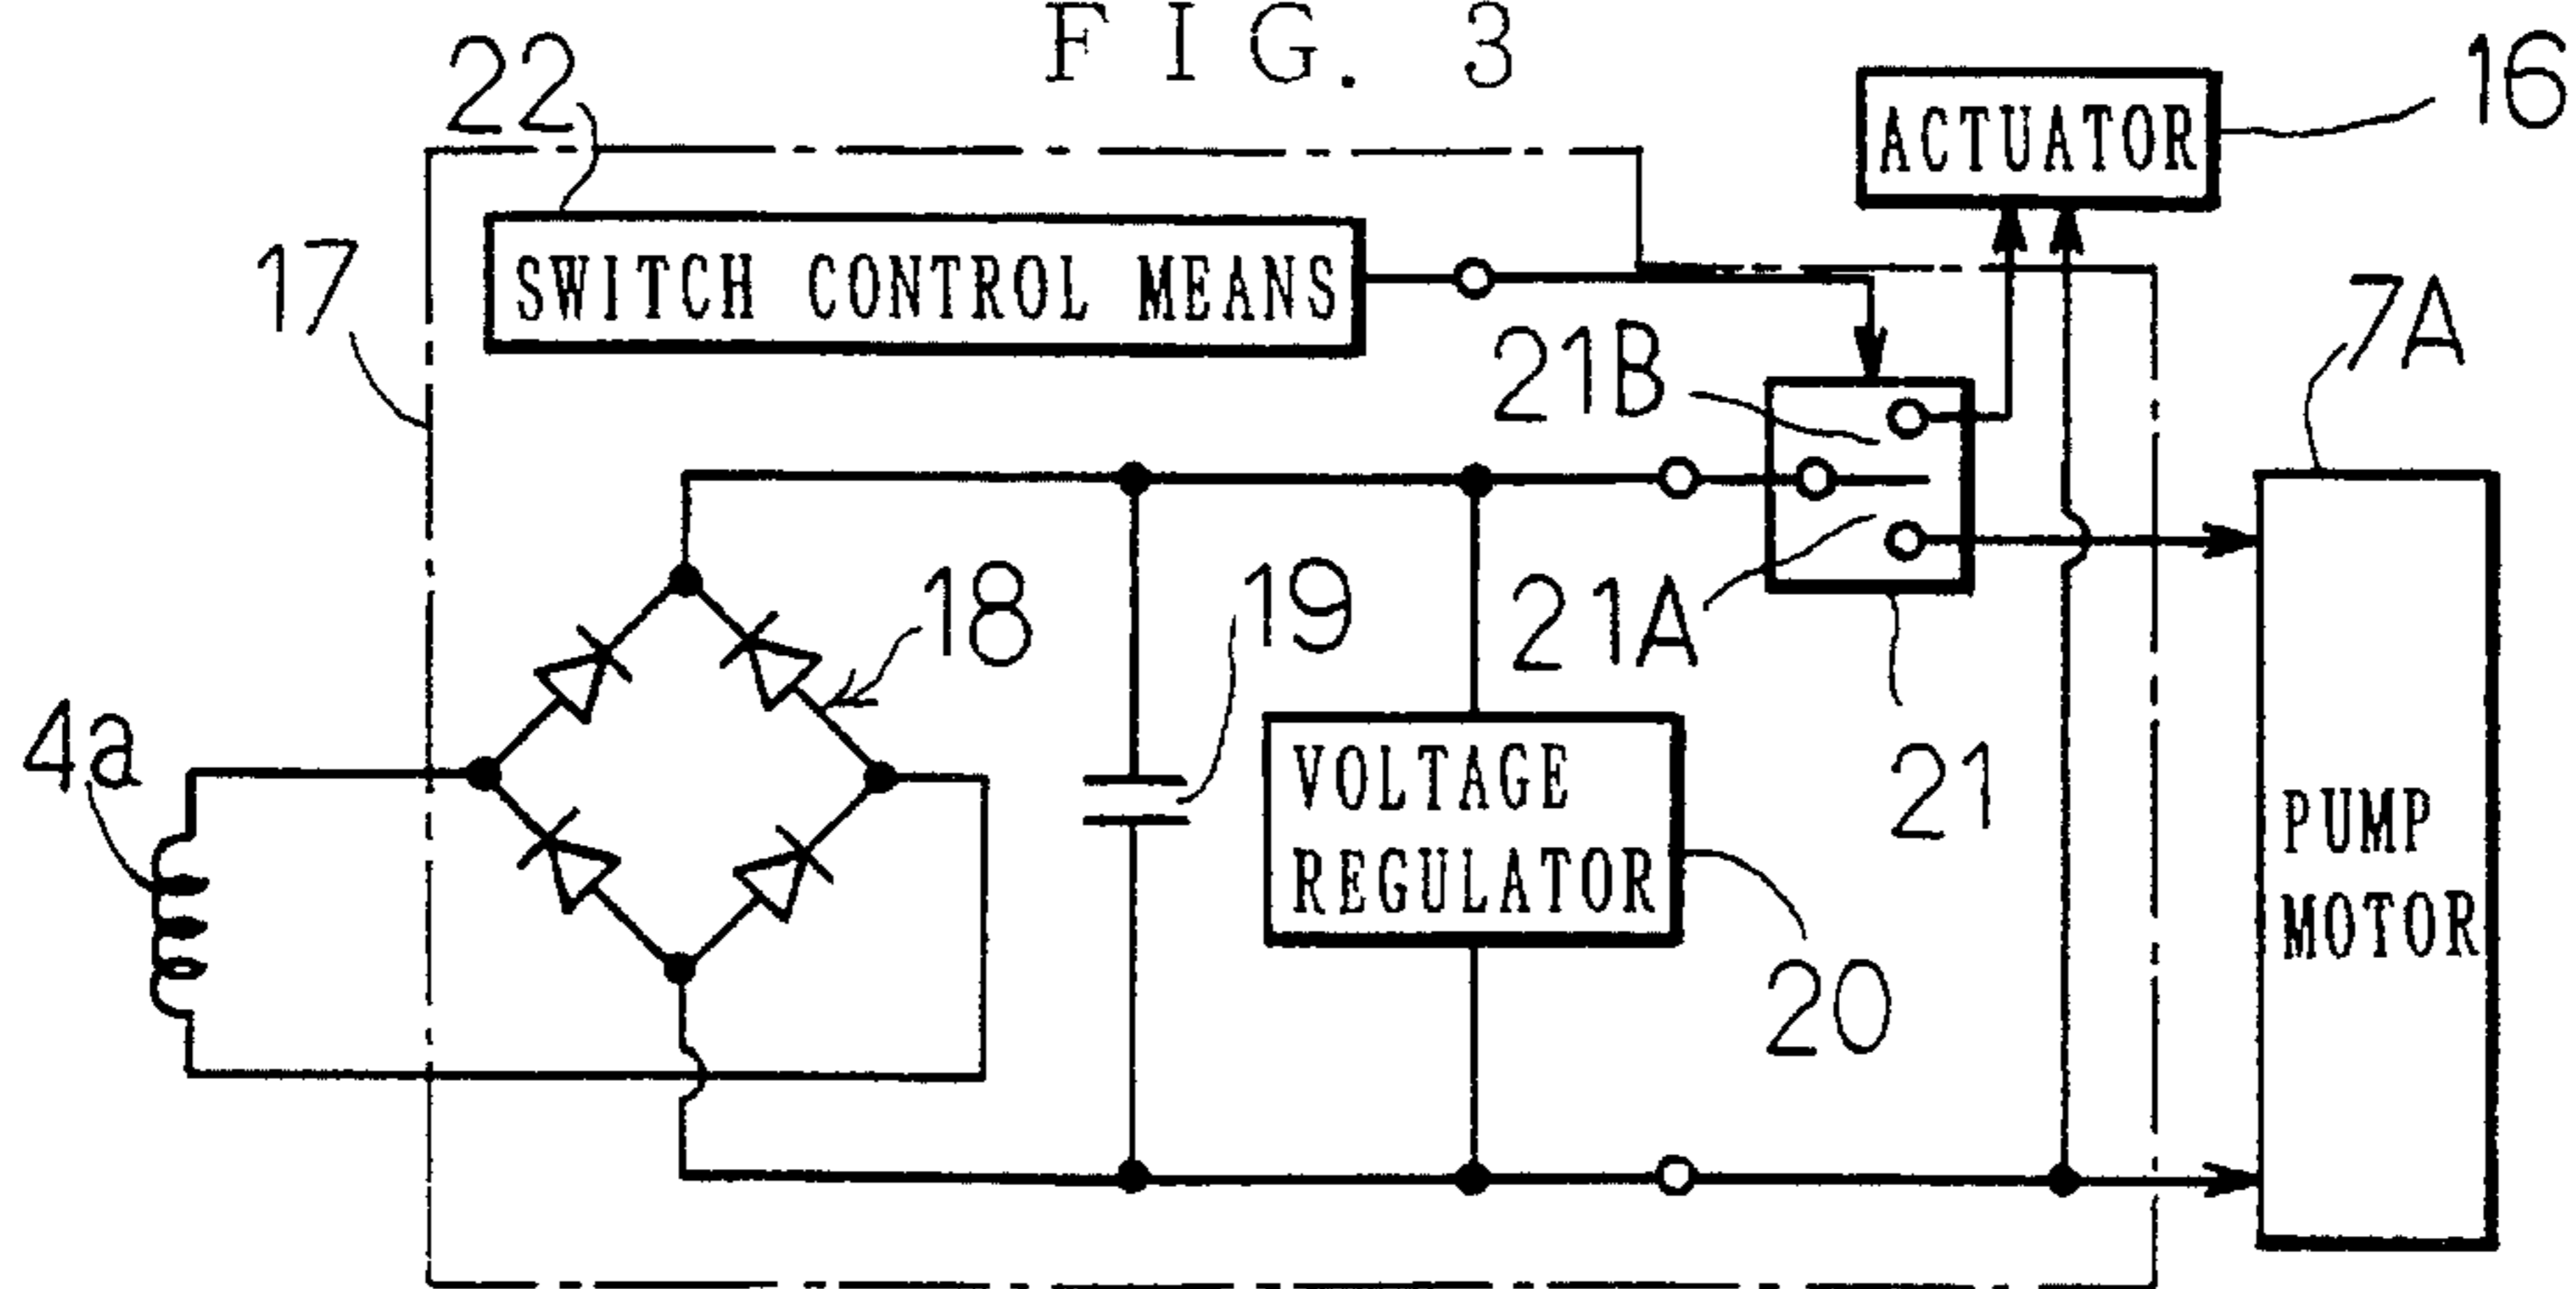 FIG. 3
22
16
ACTUATOR
17
SWITCH CONTROL MEANS
7A
21B
18
19
21A
4a
21
VOLTAGE
REGULATOR
PUMP
MOTOR
20